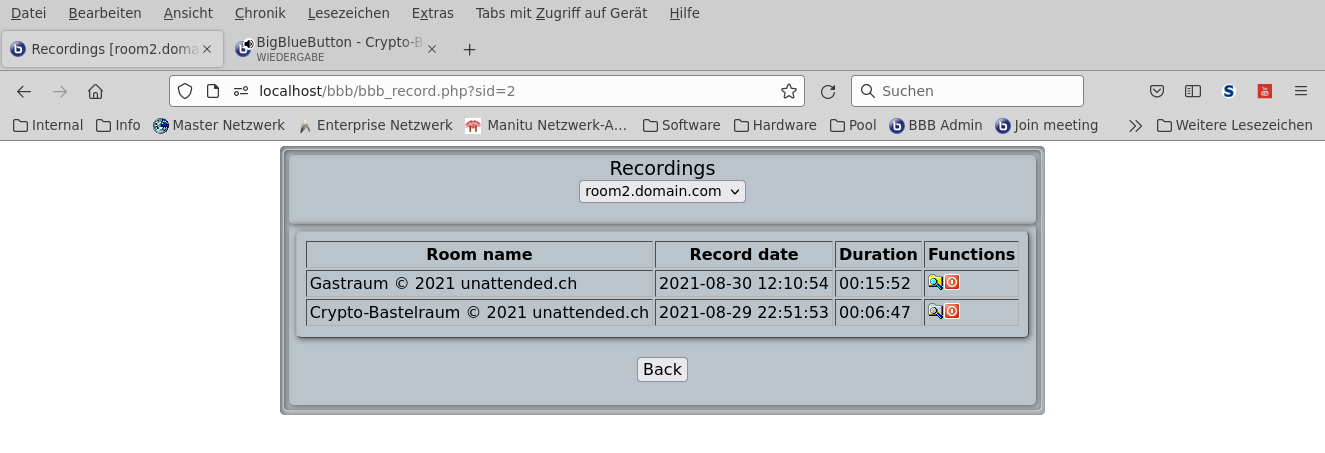 Datei Bearbeiten Ansicht Chronik Lesezeichen Extras Tabs mit Zugriff auf Gerät Hilfe
Recordings [room2.doma
BigBlueButton - Crypto-B
WIEDERGABE
localhost/bbb/bbb_record.php?sid=2
Suchen
Internal Info Master Netzwerk Enterprise Netzwerk Manitu Netzwerk-A... Software Hardware Pool BBB Admin Join meeting Weitere Lesezeichen
Recordings
room2.domain.com
Room name Record date Duration Functions
Gastraum © 2021 unattended.ch 2021-08-30 12:10:54 00:15:52
Crypto-Bastelraum © 2021 unattended.ch 2021-08-29 22:51:53 00:06:47
Back